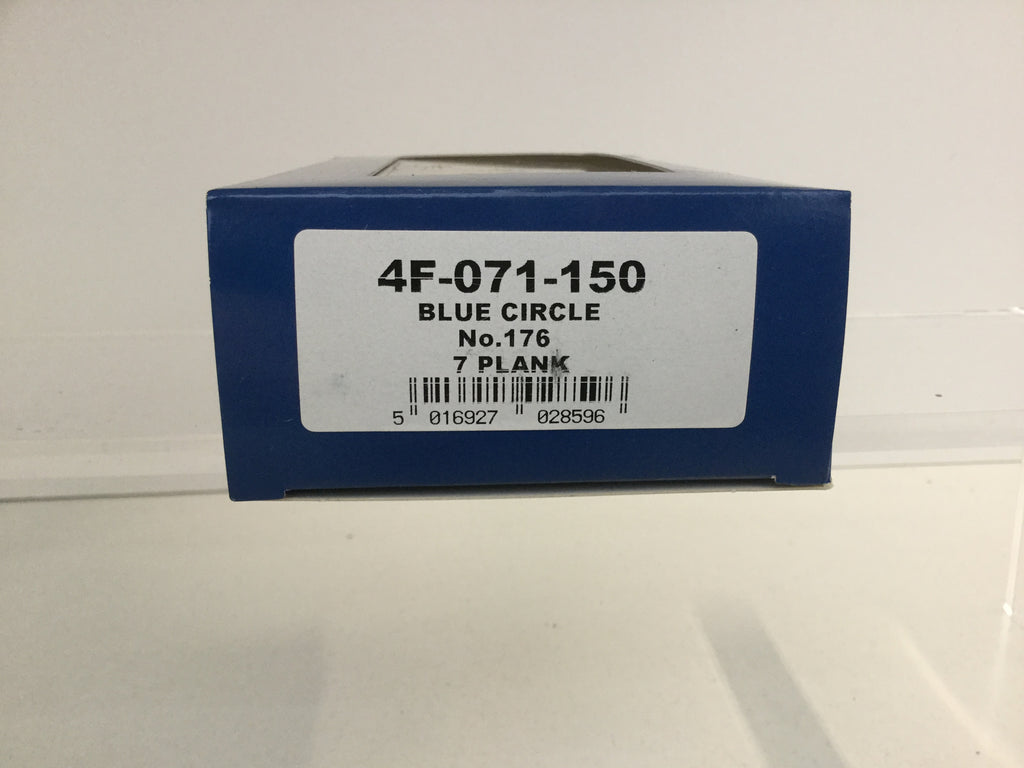 4F-071-150
BLUE CIRCLE
No.176
7 PLANK
5 016927 028596